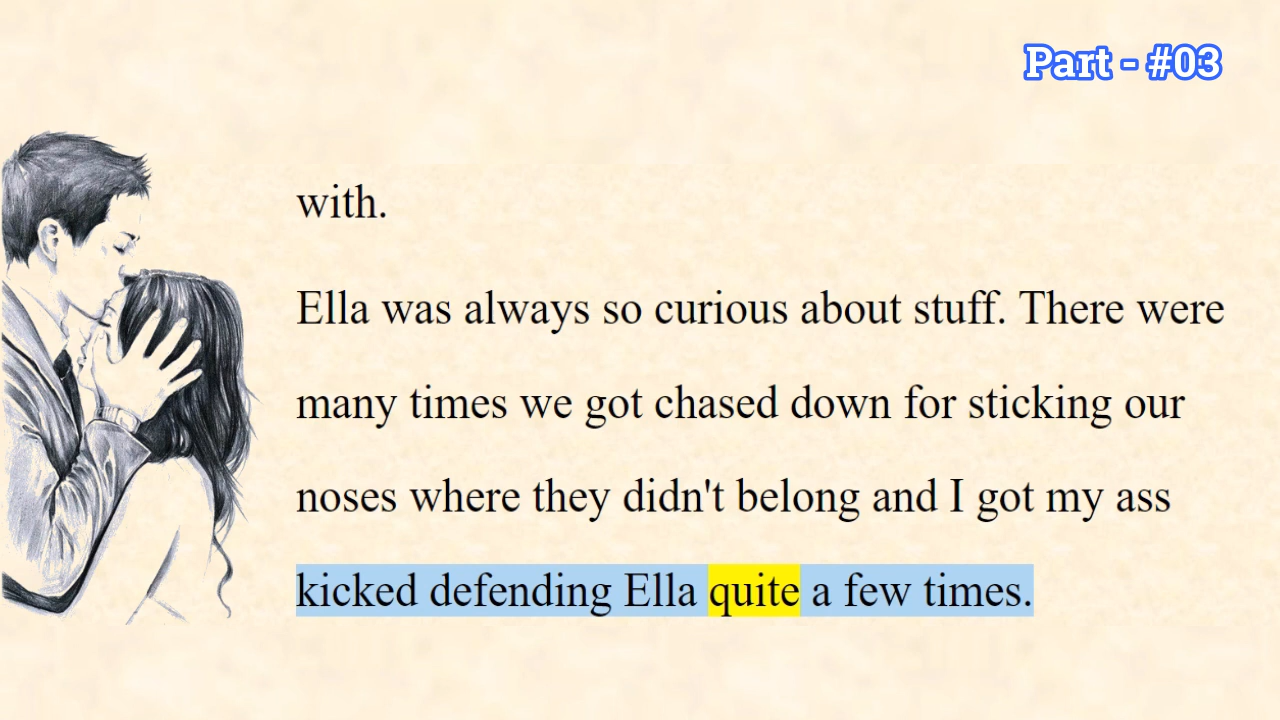 Part - #03
with.
Ella was always so curious about stuff. There were
many times we got chased down for sticking our
noses where they didn't belong and I got my ass
kicked defending Ella quite a few times.